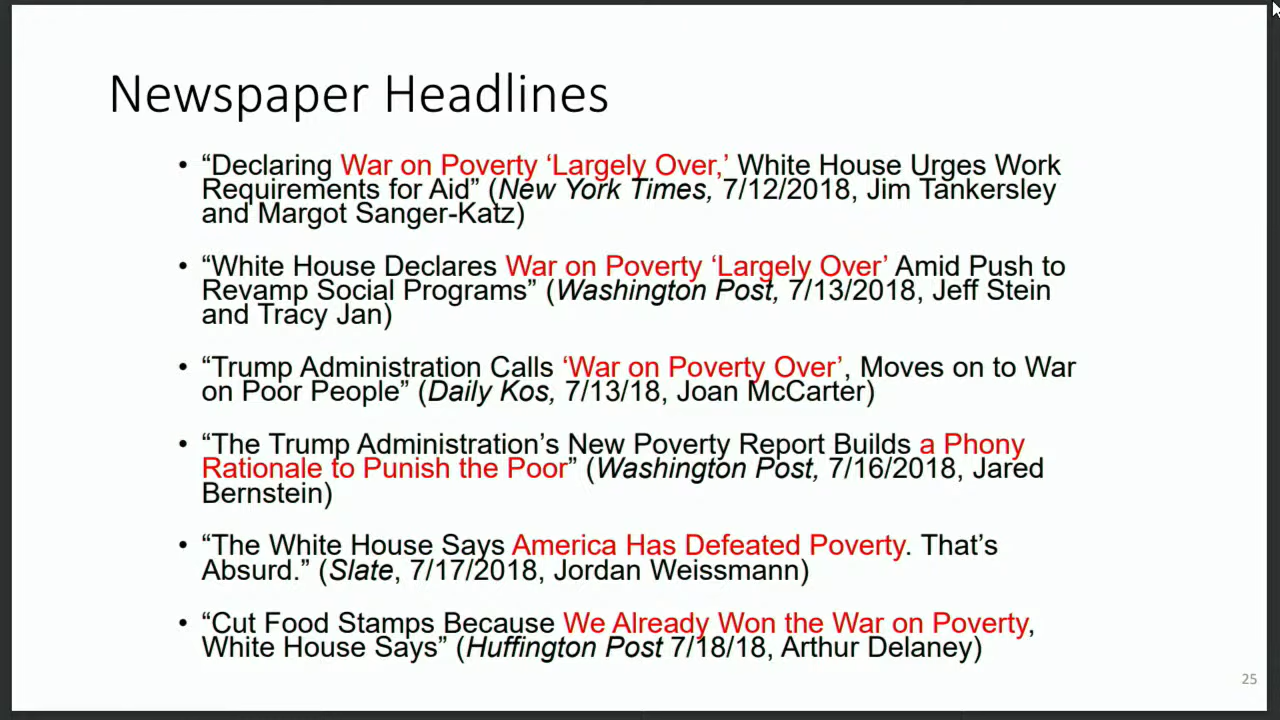 Newspaper Headlines
• “Declaring War on Poverty ‘Largely Over,’ White House Urges Work
Requirements for Aid” (New York Times, 7/12/2018, Jim Tankersley
and Margot Sanger-Katz)
• “White House Declares War on Poverty ‘Largely Over’ Amid Push to
Revamp Social Programs” (Washington Post, 7/13/2018, Jeff Stein
and Tracy Jan)
• “Trump Administration Calls ‘War on Poverty Over’, Moves on to War
on Poor People” (Daily Kos, 7/13/18, Joan McCarter)
• “The Trump Administration’s New Poverty Report Builds a Phony
Rationale to Punish the Poor” (Washington Post, 7/16/2018, Jared
Bernstein)
• “The White House Says America Has Defeated Poverty. That’s
Absurd.” (Slate, 7/17/2018, Jordan Weissmann)
• “Cut Food Stamps Because We Already Won the War on Poverty,
White House Says” (Huffington Post 7/18/18, Arthur Delaney)
25